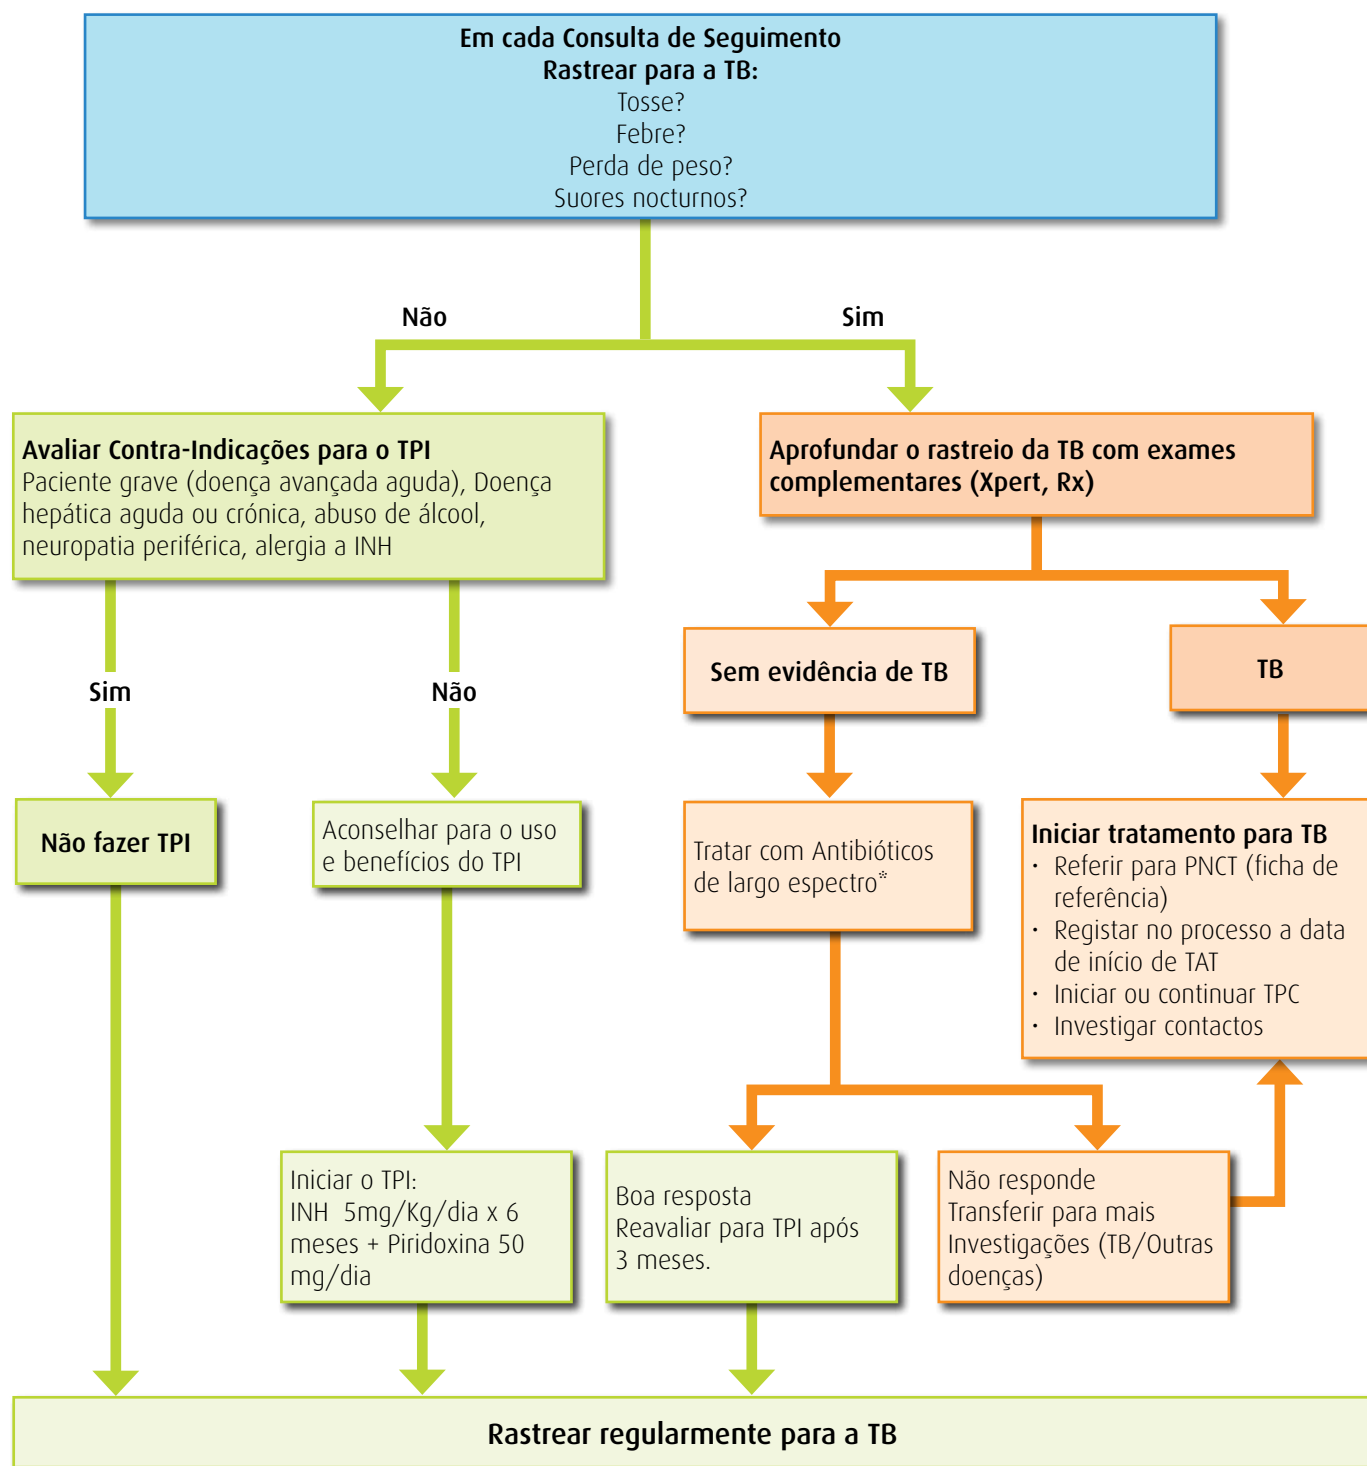 Em cada Consulta de Seguimento
Rastrear para a TB:
Tosse?
Febre?
Perda de peso?
Suores nocturnos?
Não
Sim
Avaliar Contra-Indicações para o TPI
Paciente grave (doença avançada aguda), Doença
hepática aguda ou crónica, abuso de álcool,
neuropatia periférica, alergia a INH
Aprofundar o rastreio da TB com exames
complementares (Xpert, Rx)
Sim
Não
Sem evidência de TB
TB
Não fazer TPI
Aconselhar para o uso
e benefícios do TPI
Tratar com Antibióticos
de largo espectro*
Iniciar tratamento para TB
· Referir para PNCT (ficha de
referência)
· Registar no processo a data
de início de TAT
· Iniciar ou continuar TPC
· Investigar contactos
Iniciar o TPI:
INH 5mg/Kg/dia x 6
meses + Piridoxina 50
mg/dia
Boa resposta
Reavaliar para TPI após
3 meses.
Não responde
Transferir para mais
Investigações (TB/Outras
doenças)
Rastrear regularmente para a TB